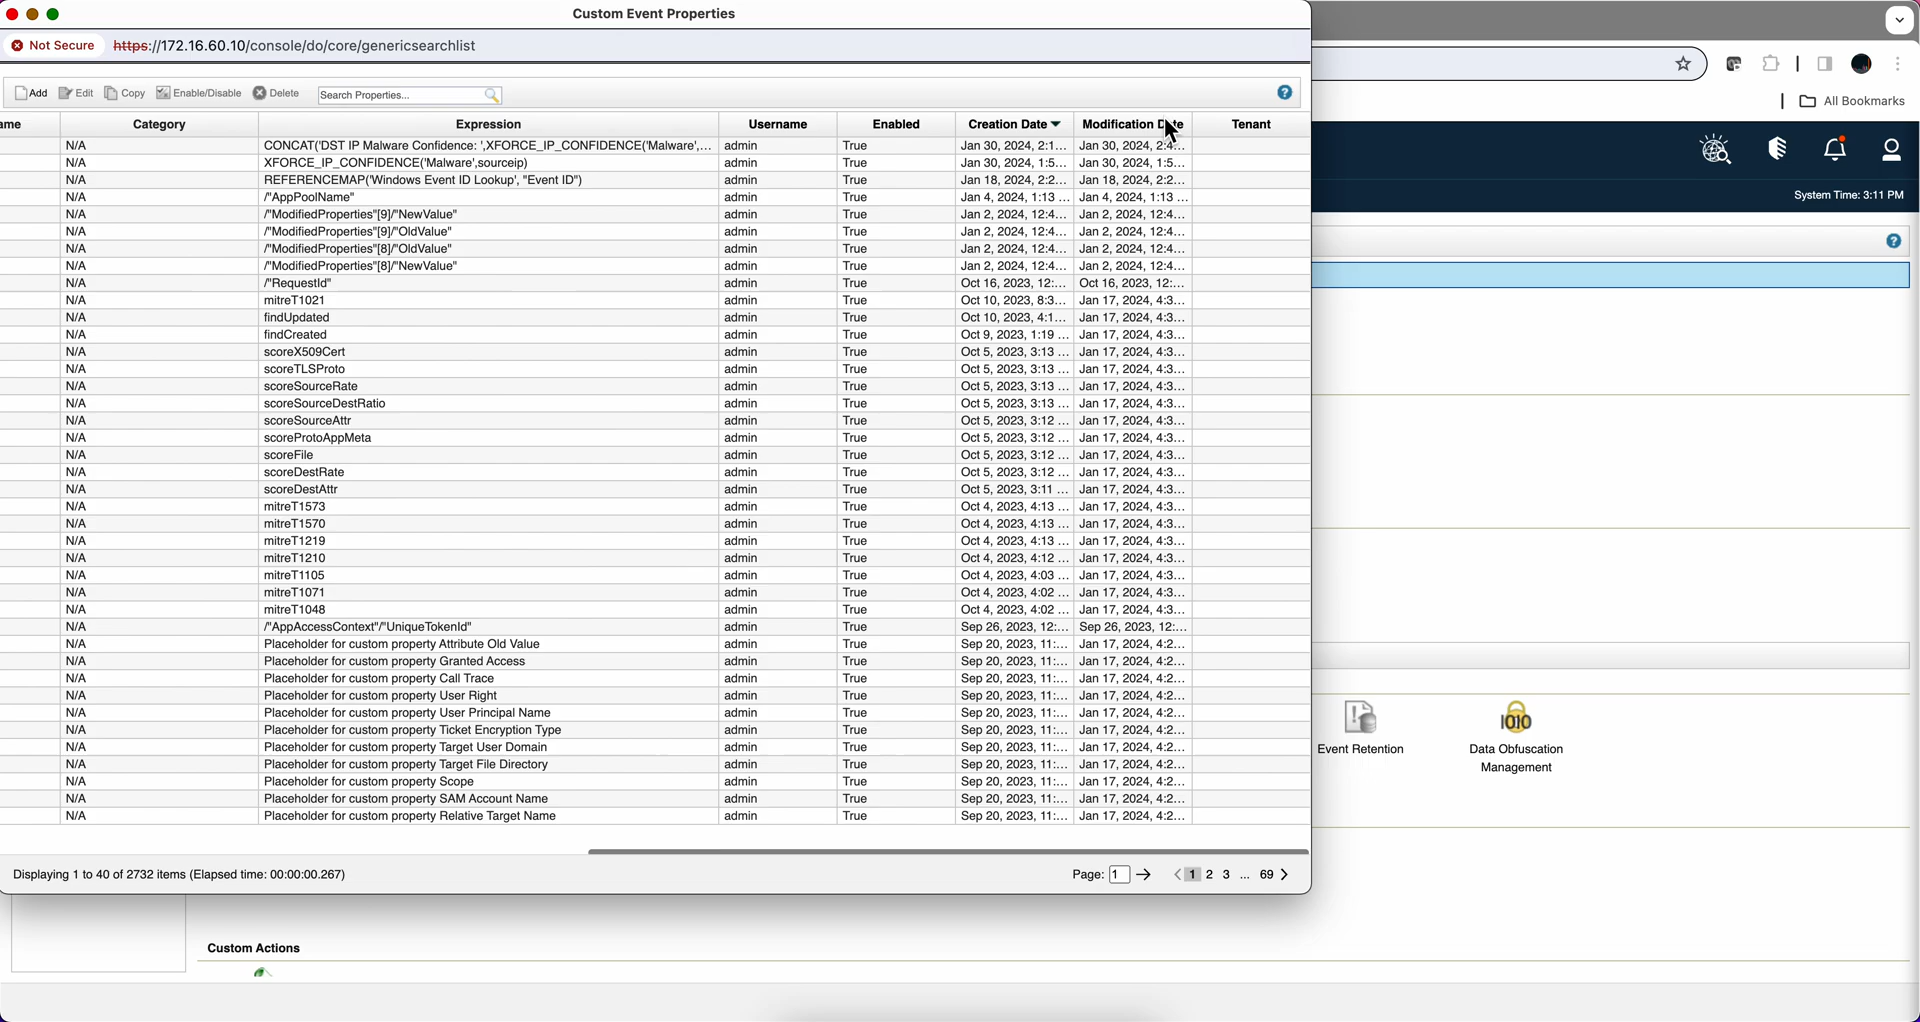 Custom Event Properties
Not Secure https://172.16.60.10/console/do/core/genericsearchlist
Add Edit Copy Enable/Disable Delete Search Properties...
All Bookmarks
System Time: 3:11 PM
ame Category Expression Username Enabled Creation Date Modification Date Tenant
N/A CONCAT('DST IP Malware Confidence: ',XFORCE_IP_CONFIDENCE('Malware',... admin True Jan 30, 2024, 2:1... Jan 30, 2024, 2:4...
N/A XFORCE_IP_CONFIDENCE('Malware',sourceip) admin True Jan 30, 2024, 1:5... Jan 30, 2024, 1:5...
N/A REFERENCEMAP('Windows Event ID Lookup', "Event ID") admin True Jan 18, 2024, 2:2... Jan 18, 2024, 2:2...
N/A /"AppPoolName" admin True Jan 4, 2024, 1:13 ... Jan 4, 2024, 1:13 ...
N/A /"ModifiedProperties"[9]/"NewValue" admin True Jan 2, 2024, 12:4... Jan 2, 2024, 12:4...
N/A /"ModifiedProperties"[9]/"OldValue" admin True Jan 2, 2024, 12:4... Jan 2, 2024, 12:4...
N/A /"ModifiedProperties"[8]/"OldValue" admin True Jan 2, 2024, 12:4... Jan 2, 2024, 12:4...
N/A /"ModifiedProperties"[8]/"NewValue" admin True Jan 2, 2024, 12:4... Jan 2, 2024, 12:4...
N/A /"RequestId" admin True Oct 16, 2023, 12:... Oct 16, 2023, 12:...
N/A mitreT1021 admin True Oct 10, 2023, 8:3... Jan 17, 2024, 4:3...
N/A findUpdated admin True Oct 10, 2023, 4:1... Jan 17, 2024, 4:3...
N/A findCreated admin True Oct 9, 2023, 1:19 ... Jan 17, 2024, 4:3...
N/A scoreX509Cert admin True Oct 5, 2023, 3:13 ... Jan 17, 2024, 4:3...
N/A scoreTLSProto admin True Oct 5, 2023, 3:13 ... Jan 17, 2024, 4:3...
N/A scoreSourceRate admin True Oct 5, 2023, 3:13 ... Jan 17, 2024, 4:3...
N/A scoreSourceDestRatio admin True Oct 5, 2023, 3:13 ... Jan 17, 2024, 4:3...
N/A scoreSourceAttr admin True Oct 5, 2023, 3:12 ... Jan 17, 2024, 4:3...
N/A scoreProtoAppMeta admin True Oct 5, 2023, 3:12 ... Jan 17, 2024, 4:3...
N/A scoreFile admin True Oct 5, 2023, 3:12 ... Jan 17, 2024, 4:3...
N/A scoreDestRate admin True Oct 5, 2023, 3:12 ... Jan 17, 2024, 4:3...
N/A scoreDestAttr admin True Oct 5, 2023, 3:11 ... Jan 17, 2024, 4:3...
N/A mitreT1573 admin True Oct 4, 2023, 4:13 ... Jan 17, 2024, 4:3...
N/A mitreT1570 admin True Oct 4, 2023, 4:13 ... Jan 17, 2024, 4:3...
N/A mitreT1219 admin True Oct 4, 2023, 4:13 ... Jan 17, 2024, 4:3...
N/A mitreT1210 admin True Oct 4, 2023, 4:12 ... Jan 17, 2024, 4:3...
N/A mitreT1105 admin True Oct 4, 2023, 4:03 ... Jan 17, 2024, 4:3...
N/A mitreT1071 admin True Oct 4, 2023, 4:02 ... Jan 17, 2024, 4:3...
N/A mitreT1048 admin True Oct 4, 2023, 4:02 ... Jan 17, 2024, 4:3...
N/A /"AppAccessContext"/"UniqueTokenId" admin True Sep 26, 2023, 12:... Sep 26, 2023, 12:...
N/A Placeholder for custom property Attribute Old Value admin True Sep 20, 2023, 11:... Jan 17, 2024, 4:2...
N/A Placeholder for custom property Granted Access admin True Sep 20, 2023, 11:... Jan 17, 2024, 4:2...
N/A Placeholder for custom property Call Trace admin True Sep 20, 2023, 11:... Jan 17, 2024, 4:2...
N/A Placeholder for custom property User Right admin True Sep 20, 2023, 11:... Jan 17, 2024, 4:2...
N/A Placeholder for custom property User Principal Name admin True Sep 20, 2023, 11:... Jan 17, 2024, 4:2...
N/A Placeholder for custom property Ticket Encryption Type admin True Sep 20, 2023, 11:... Jan 17, 2024, 4:2...
N/A Placeholder for custom property Target User Domain admin True Sep 20, 2023, 11:... Jan 17, 2024, 4:2...
N/A Placeholder for custom property Target File Directory admin True Sep 20, 2023, 11:... Jan 17, 2024, 4:2...
N/A Placeholder for custom property Scope admin True Sep 20, 2023, 11:... Jan 17, 2024, 4:2...
N/A Placeholder for custom property SAM Account Name admin True Sep 20, 2023, 11:... Jan 17, 2024, 4:2...
N/A Placeholder for custom property Relative Target Name admin True Sep 20, 2023, 11:... Jan 17, 2024, 4:2...
Displaying 1 to 40 of 2732 items (Elapsed time: 00:00:00.267)
Page: 1 → < 1 2 3 ... 69 >
Event Retention
1010
Data Obfuscation
Management
Custom Actions